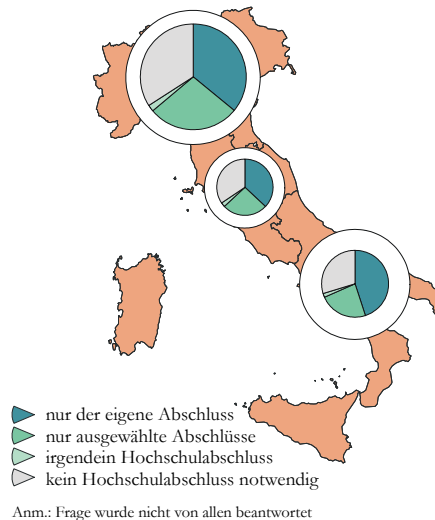 nur der eigene Abschluss
nur ausgewählte Abschlüsse
irgendein Hochschulabschluss
kein Hochschulabschluss notwendig
Anm.: Frage wurde nicht von allen beantwortet